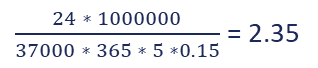 24 * 1000000
37000 * 365 * 5 *0.15 = 2.35